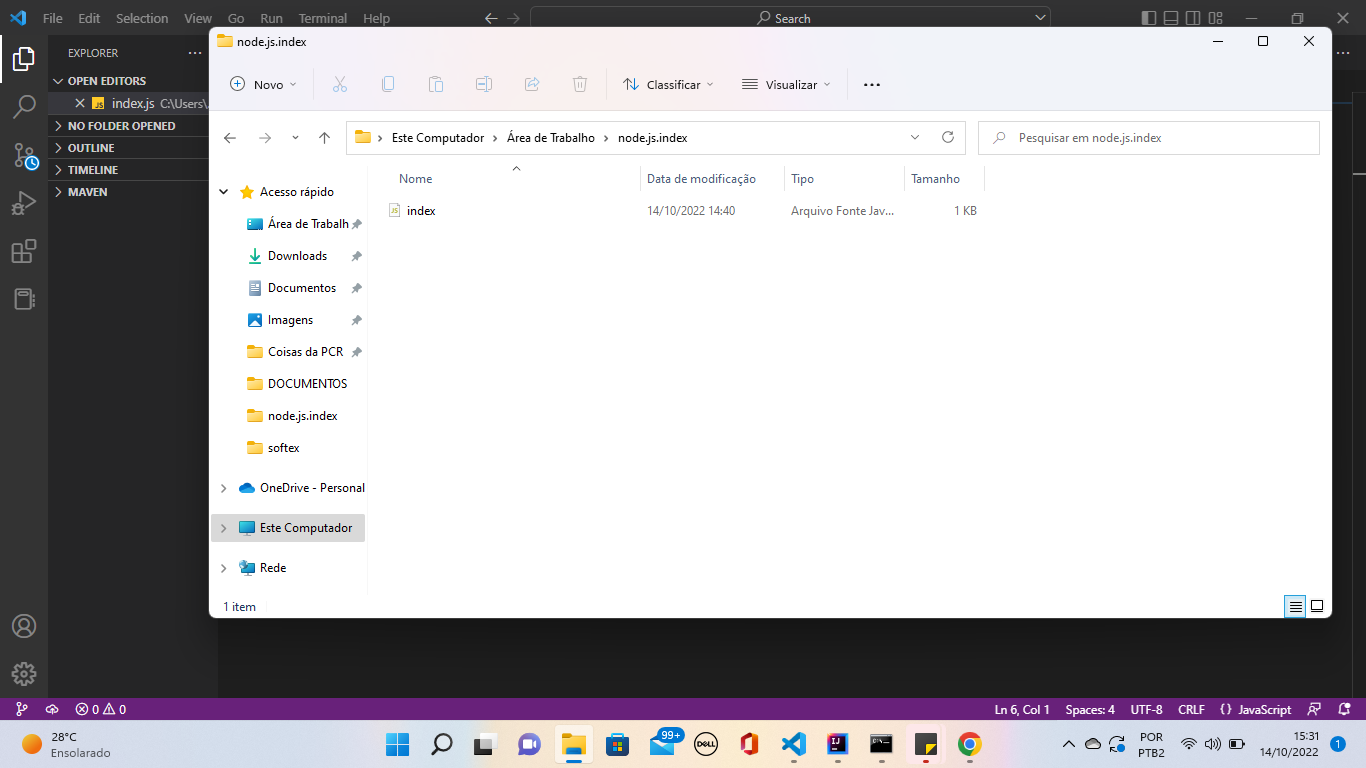 File Edit Selection View Go Run Terminal Help
Search
EXPLORER
OPEN EDITORS
index.js C:\Users\
NO FOLDER OPENED
OUTLINE
TIMELINE
MAVEN
node.js.index
Novo
Classificar
Visualizar
Este Computador
Área de Trabalho
node.js.index
Pesquisar em node.js.index
Nome
Data de modificação
Tipo
Tamanho
JS index
14/10/2022 14:40
Arquivo Fonte Jav...
1 KB
Acesso rápido
Área de Trabalh
Downloads
Documentos
Imagens
Coisas da PCR
DOCUMENTOS
node.js.index
softex
OneDrive - Personal
Este Computador
Rede
1 item
0 0
Ln 6, Col 1
Spaces: 4
UTF-8
CRLF
{ } JavaScript
28°C
Ensolarado
99+
DELL
IJ
POR
PTB2
15:31
14/10/2022
1